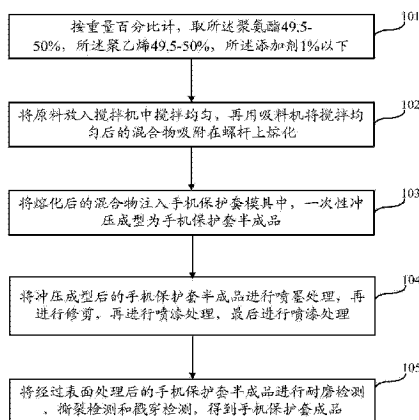 101
按重量百分比计，取所述聚氨酯49.5-
50%，所述聚乙烯49.5-50%，所述添加剂1%以下
102
将原料放入搅拌机中搅拌均匀，再用吸料机将搅拌均
匀后的混合物吸附在螺杆上熔化
103
将熔化后的混合物注入手机保护套模具中，一次性冲
压成型为手机保护套半成品
104
将冲压成型后的手机保护套半成品进行喷墨处理，再
进行修剪，再进行喷漆处理，最后进行喷漆处理
105
将经过表面处理后的手机保护套半成品进行耐磨检测
、撕裂检测和戳穿检测，得到手机保护套成品